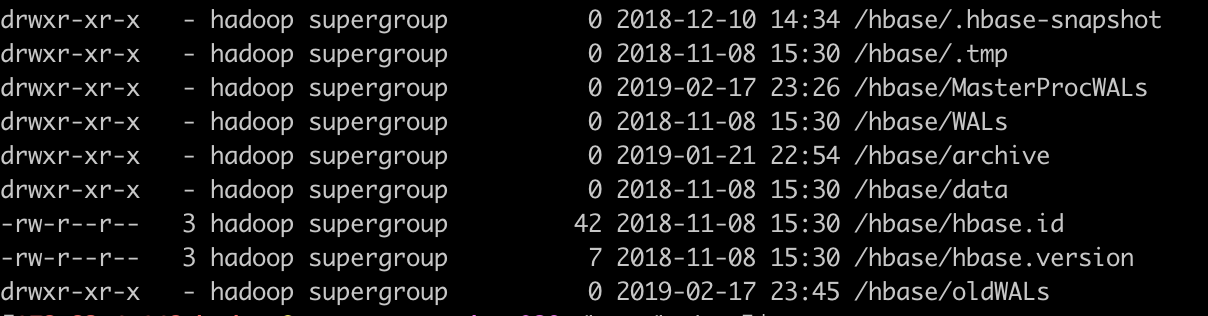 drwxr-xr-x   - hadoop supergroup          0 2018-12-10 14:34 /hbase/.hbase-snapshot
drwxr-xr-x   - hadoop supergroup          0 2018-11-08 15:30 /hbase/.tmp
drwxr-xr-x   - hadoop supergroup          0 2019-02-17 23:26 /hbase/MasterProcWALs
drwxr-xr-x   - hadoop supergroup          0 2018-11-08 15:30 /hbase/WALs
drwxr-xr-x   - hadoop supergroup          0 2019-01-21 22:54 /hbase/archive
drwxr-xr-x   - hadoop supergroup          0 2018-11-08 15:30 /hbase/data
-rw-r--r--   3 hadoop supergroup         42 2018-11-08 15:30 /hbase/hbase.id
-rw-r--r--   3 hadoop supergroup          7 2018-11-08 15:30 /hbase/hbase.version
drwxr-xr-x   - hadoop supergroup          0 2019-02-17 23:45 /hbase/oldWALs